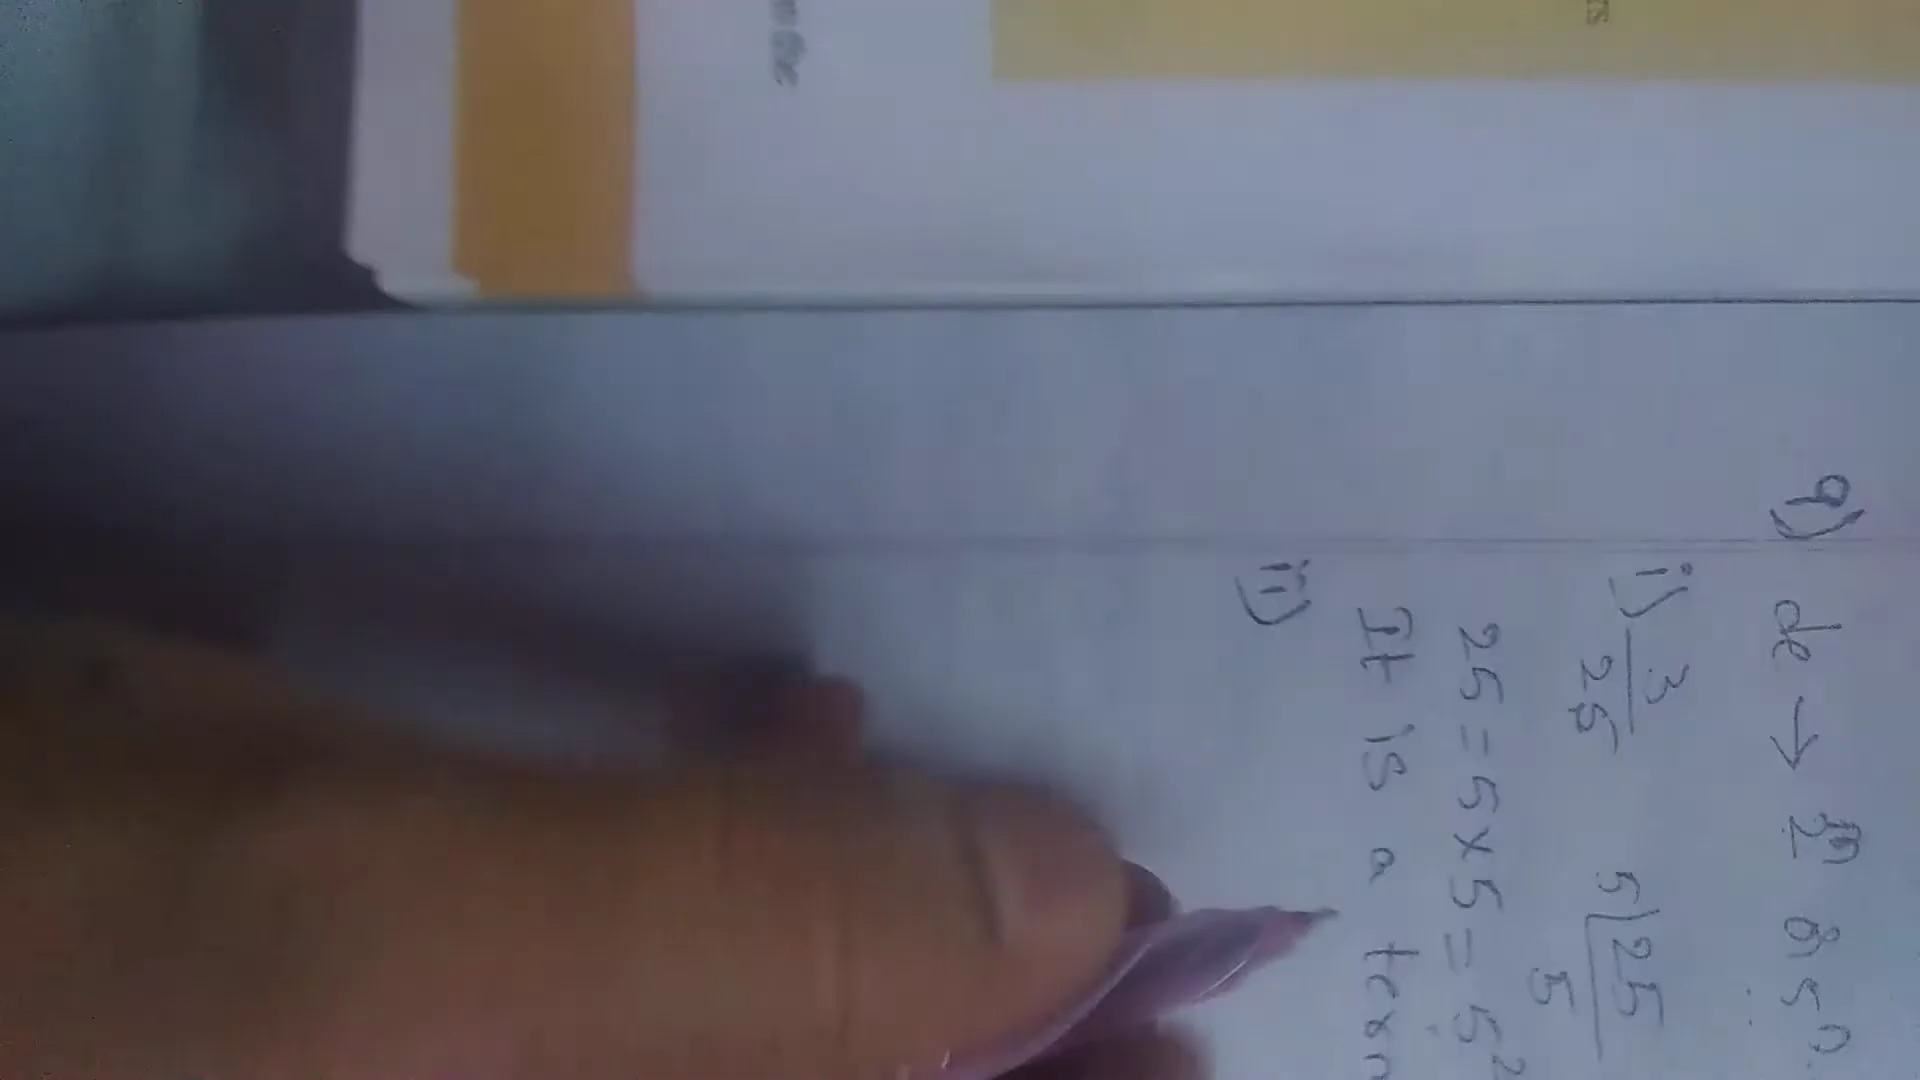 9) de → 2ᵐ or 5ⁿ
i) 3/25 5|25
5
25 = 5 × 5 = 5²
It is a term
ii)